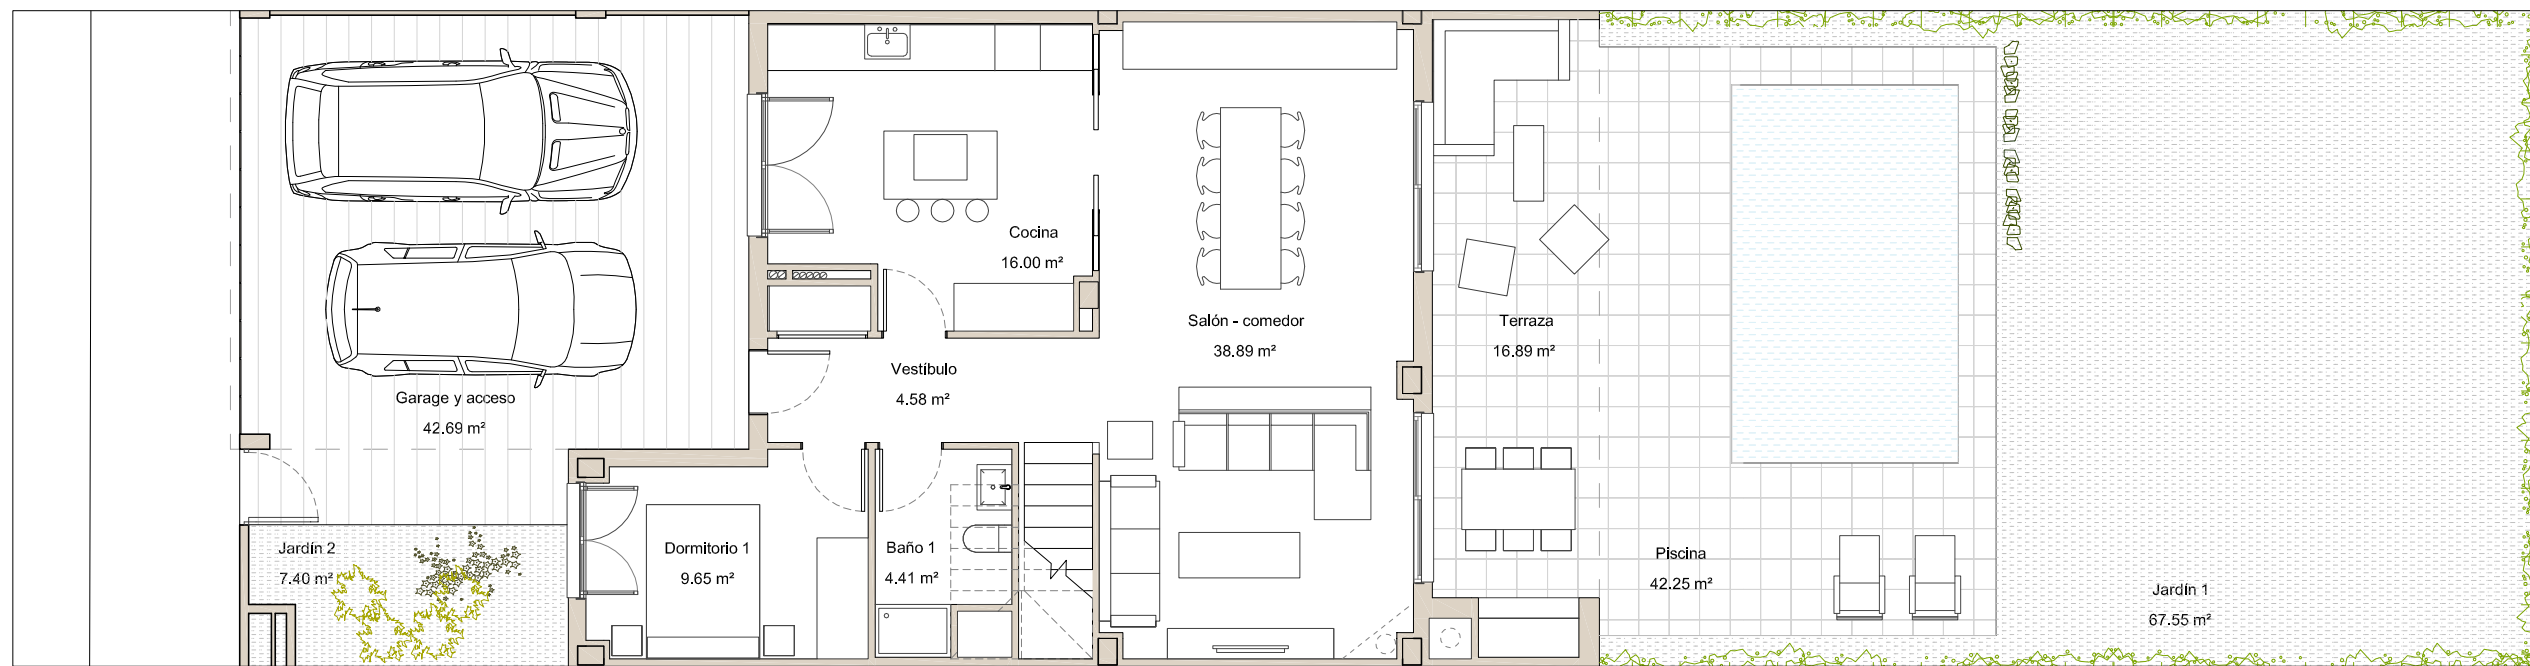 Cocina
16.00 m²
Salón - comedor
38.89 m²
Terraza
16.89 m²
Vestíbulo
4.58 m²
Garage y acceso
42.69 m²
Jardín 2
7.40 m²
Dormitorio 1
9.65 m²
Baño 1
4.41 m²
Piscina
42.25 m²
Jardín 1
67.55 m²